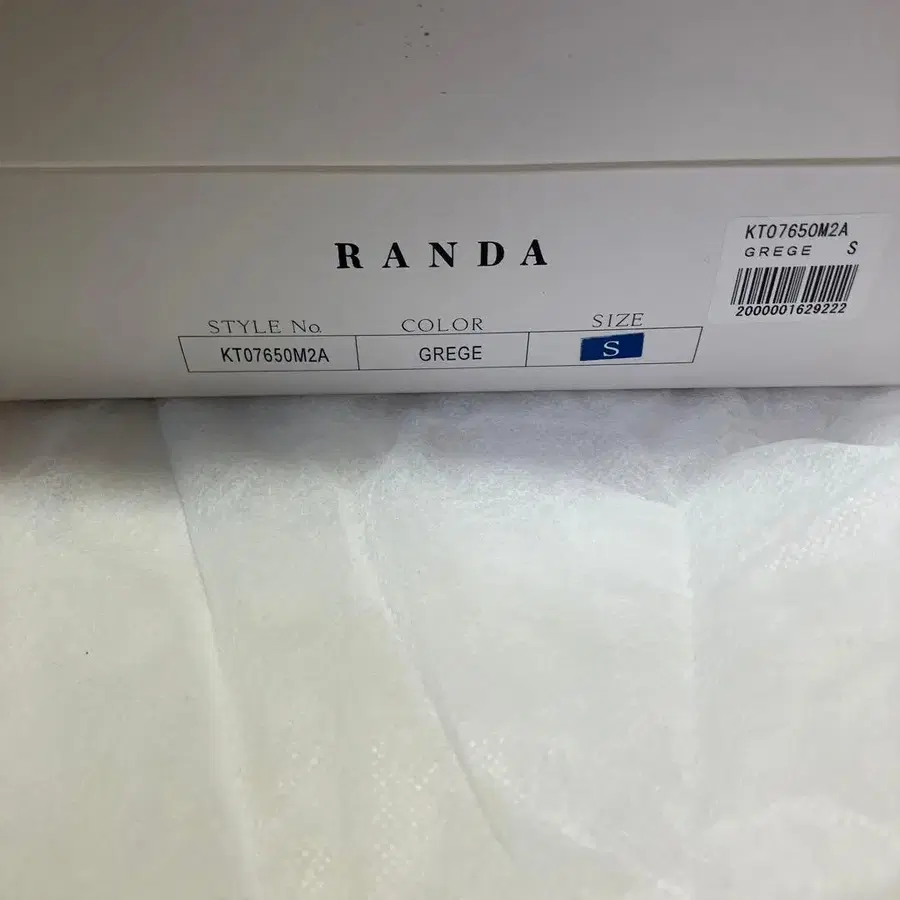 RANDA
STYLE No. COLOR SIZE
KT07650M2A GREGE S
KT07650M2A
GREGE S
2000001629222